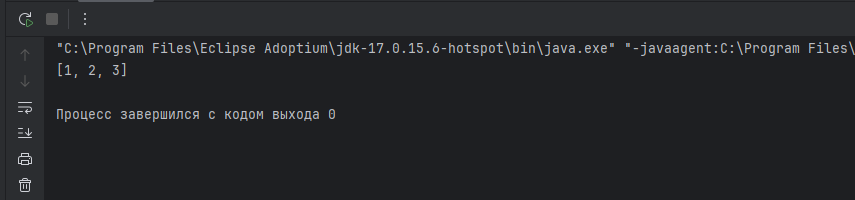 "C:\Program Files\Eclipse Adoptium\jdk-17.0.15.6-hotspot\bin\java.exe" "-javaagent:C:\Program Files\
[1, 2, 3]
Процесс завершился с кодом выхода 0